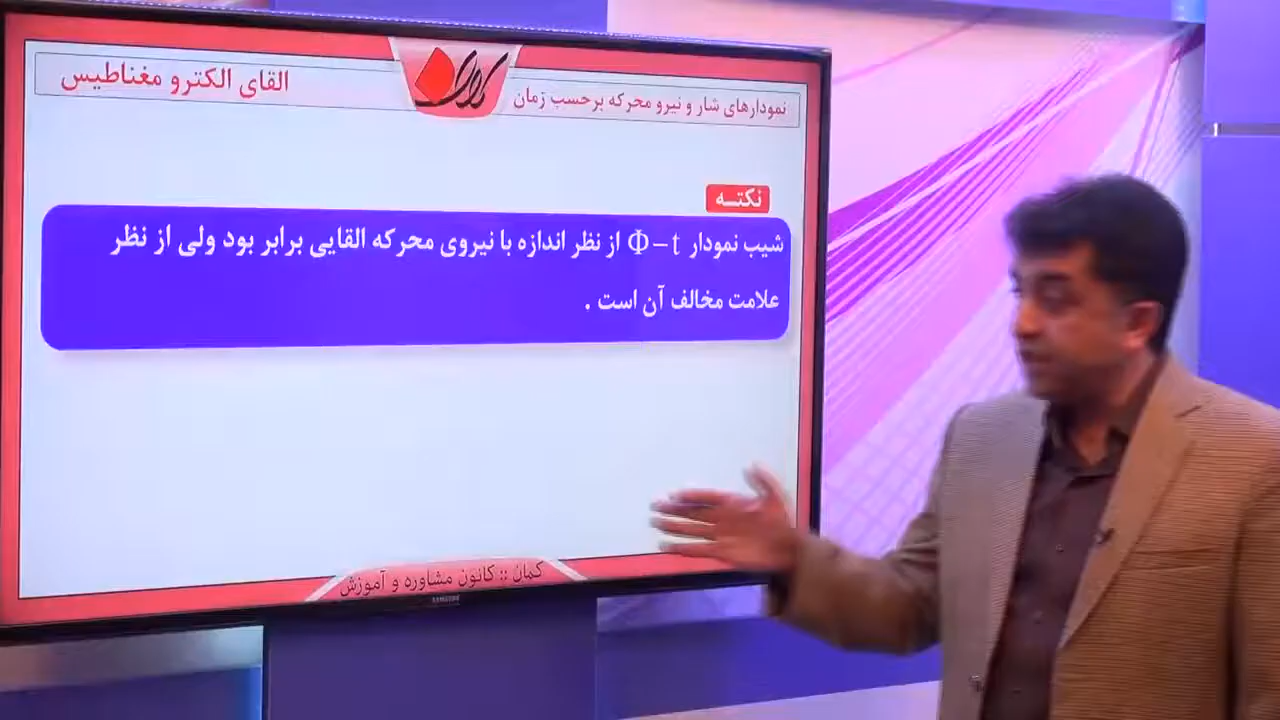 نمودارهای شار و نیرو محرکه برحسب زمان
القای الکترو مغناطیس
نکتـه
شیب نمودار Φ–t از نظر اندازه با نیروی محرکه القایی برابر بود ولی از نظر
علامت مخالف آن است .
کمان :: کانون مشاوره و آموزش
SAMSUNG